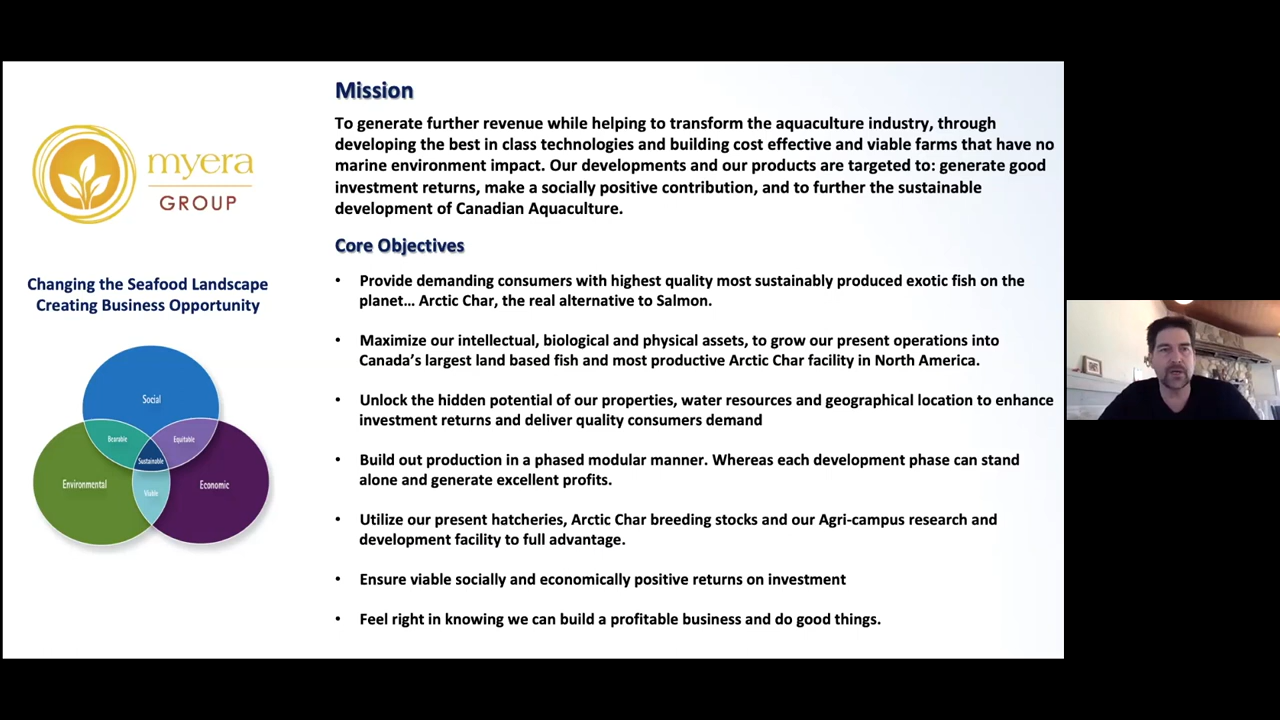 Mission
To generate further revenue while helping to transform the aquaculture industry, through
developing the best in class technologies and building cost effective and viable farms that have no
marine environment impact. Our developments and our products are targeted to: generate good
investment returns, make a socially positive contribution, and to further the sustainable
development of Canadian Aquaculture.
myera
GROUP
Changing the Seafood Landscape
Creating Business Opportunity
Social
Bearable
Equitable
Sustainable
Environmental
Economic
Viable
Core Objectives
• Provide demanding consumers with highest quality most sustainably produced exotic fish on the
planet... Arctic Char, the real alternative to Salmon.
• Maximize our intellectual, biological and physical assets, to grow our present operations into
Canada's largest land based fish and most productive Arctic Char facility in North America.
• Unlock the hidden potential of our properties, water resources and geographical location to enhance
investment returns and deliver quality consumers demand
• Build out production in a phased modular manner. Whereas each development phase can stand
alone and generate excellent profits.
• Utilize our present hatcheries, Arctic Char breeding stocks and our Agri-campus research and
development facility to full advantage.
• Ensure viable socially and economically positive returns on investment
• Feel right in knowing we can build a profitable business and do good things.